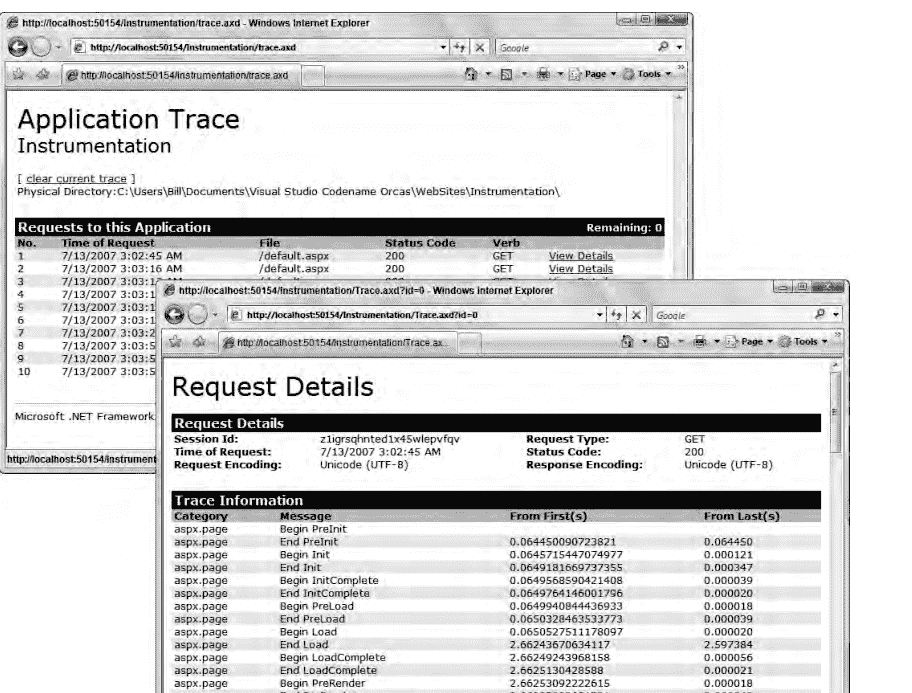 http://localhost:50154/Instrumentation/trace.axd - Windows Internet Explorer
http://localhost:50154/Instrumentation/trace.axd
Google
http://localhost:50154/Instrumentation/trace.axd
Page
Tools
Application Trace
Instrumentation
[ clear current trace ]
Physical Directory:C:\Users\Bill\Documents\Visual Studio Codename Orcas\WebSites\Instrumentation\
Requests to this Application Remaining: 0
No. Time of Request File Status Code Verb
1 7/13/2007 3:02:45 AM /default.aspx 200 GET View Details
2 7/13/2007 3:03:16 AM /default.aspx 200 GET View Details
3 7/13/2007 3:03:1
4 7/13/2007 3:03:1
5 7/13/2007 3:03:1
6 7/13/2007 3:03:1
7 7/13/2007 3:03:2
8 7/13/2007 3:03:5
9 7/13/2007 3:03:5
10 7/13/2007 3:03:5
Microsoft .NET Framework
http://localhost:50154/Instrument
http://localhost:50154/Instrumentation/Trace.axd?id=0 - Windows Internet Explorer
http://localhost:50154/Instrumentation/Trace.axd?id=0
Google
http://localhost:50154/Instrumentation/Trace.ax...
Page
Tools
Request Details
Request Details
Session Id: z1igrsqhnted1x45wlepvfqv Request Type: GET
Time of Request: 7/13/2007 3:02:45 AM Status Code: 200
Request Encoding: Unicode (UTF-8) Response Encoding: Unicode (UTF-8)
Trace Information
Category Message From First(s) From Last(s)
aspx.page Begin PreInit
aspx.page End PreInit 0.064450090723821 0.064450
aspx.page Begin Init 0.0645715447074977 0.000121
aspx.page End Init 0.0649181669737355 0.000347
aspx.page Begin InitComplete 0.0649568590421408 0.000039
aspx.page End InitComplete 0.0649764146001796 0.000020
aspx.page Begin PreLoad 0.0649940844436933 0.000018
aspx.page End PreLoad 0.0650328463533773 0.000039
aspx.page Begin Load 0.0650527511178097 0.000020
aspx.page End Load 2.66243670634117 2.597384
aspx.page Begin LoadComplete 2.66249243968158 0.000056
aspx.page End LoadComplete 2.6625130428588 0.000021
aspx.page Begin PreRender 2.66253092222615 0.000018